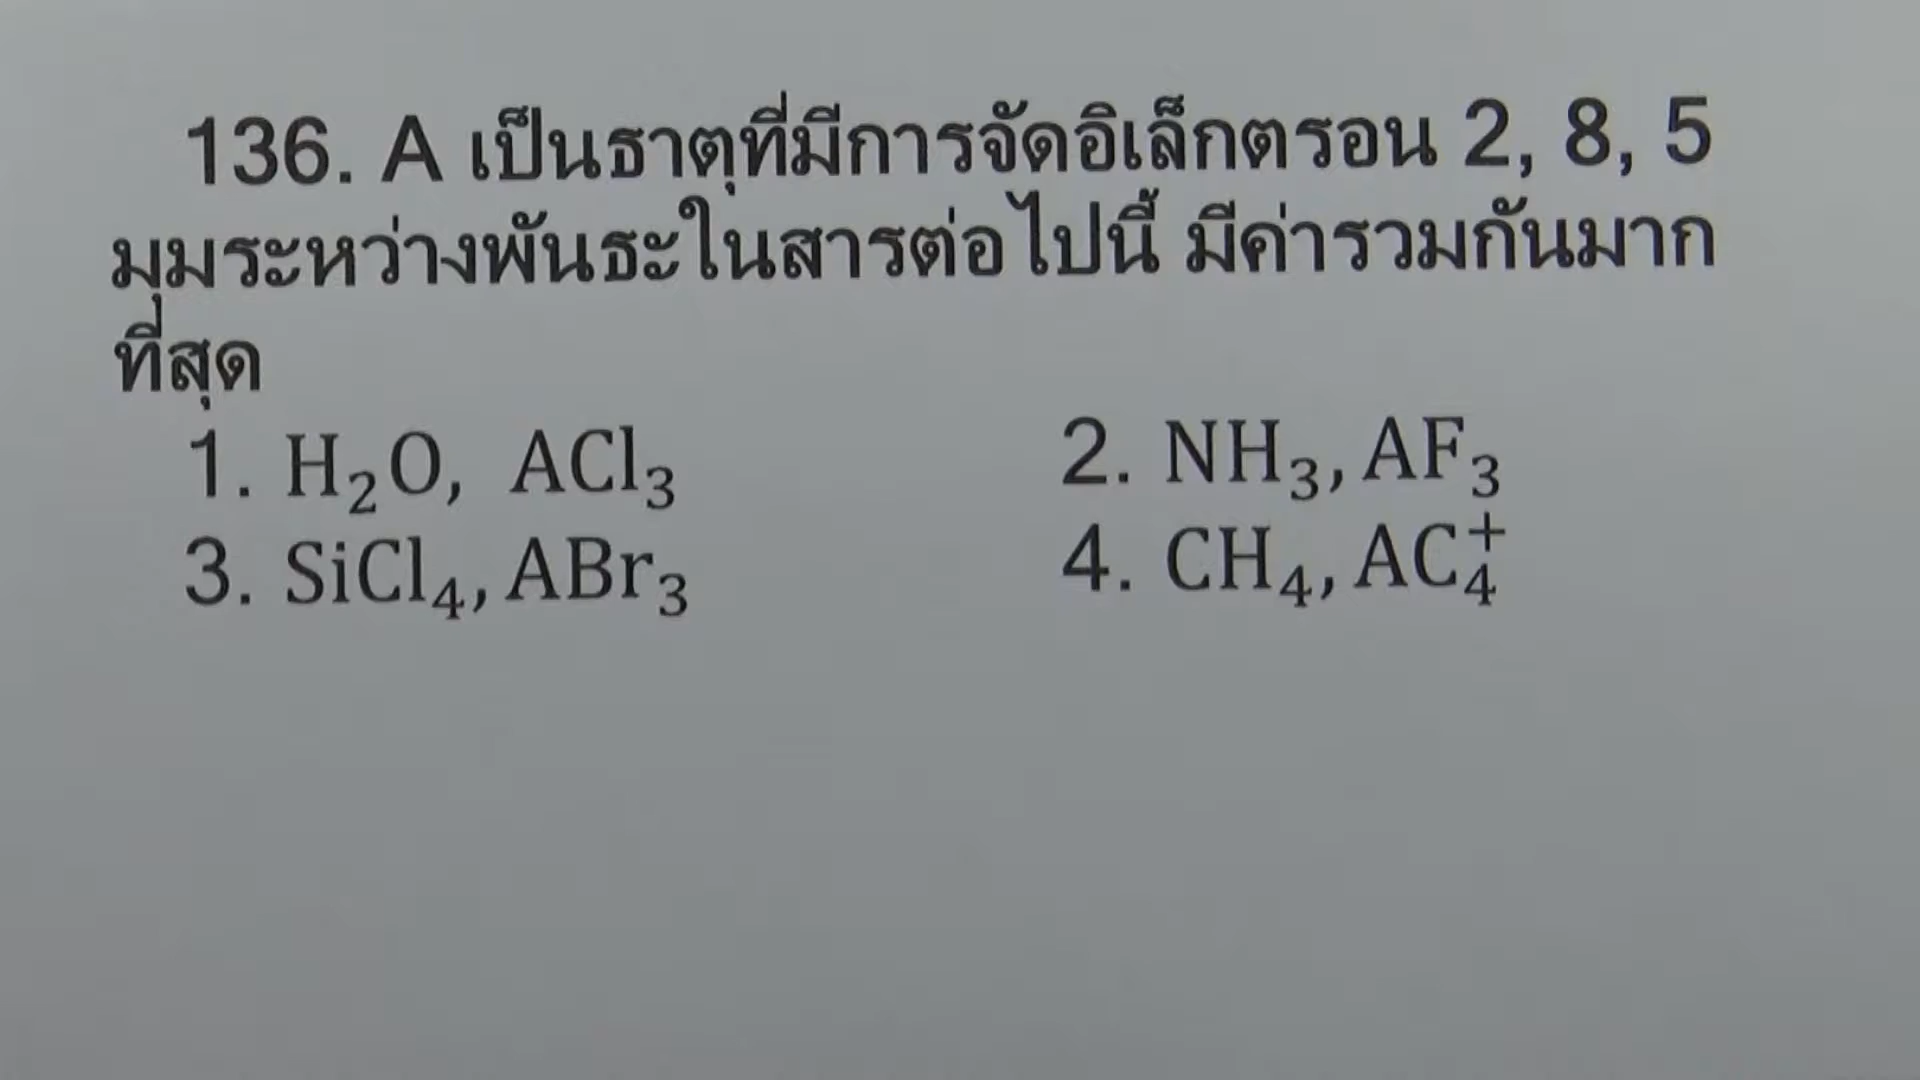 136. A เป็นธาตุที่มีการจัดอิเล็กตรอน 2, 8, 5
มุมระหว่างพันธะในสารต่อไปนี้ มีค่ารวมกันมาก
ที่สุด
1. H₂O, ACl₃ 2. NH₃, AF₃
3. SiCl₄, ABr₃ 4. CH₄, AC₄⁺